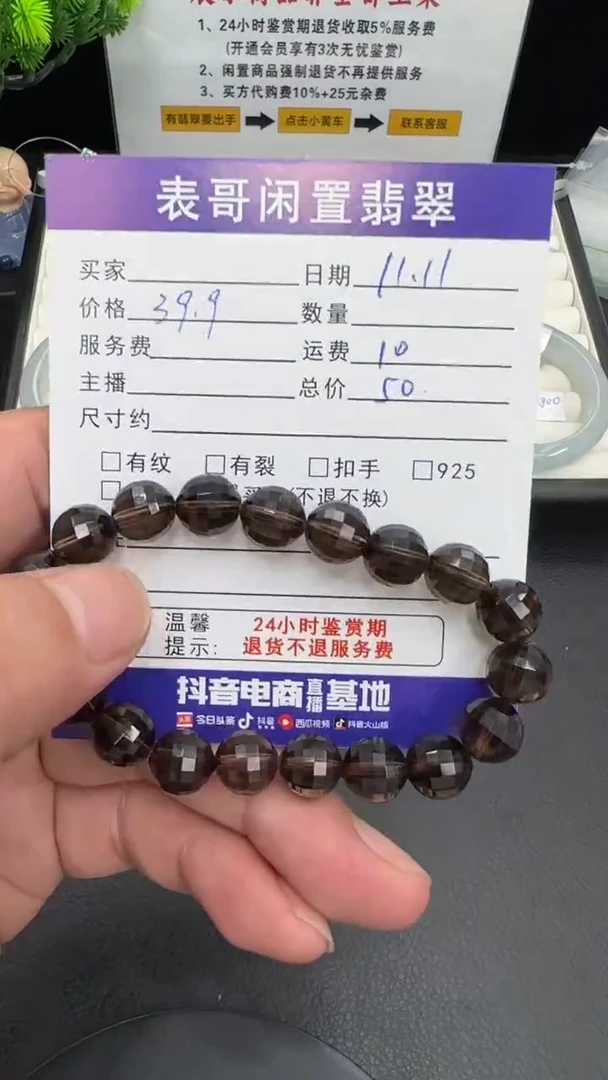 1、24小时鉴赏期退货收取5%服务费
(开通会员享有3次无忧鉴赏)
2、闲置商品强制退货不再提供服务
3、买方代购费10%+25元杂费
有翡翠要出手 点击小黄车 联系客服
表哥闲置翡翠
买家 日期 11.11
价格 39.9 数量
服务费 运费 10
主播 总价 50.
尺寸约
□有纹 □有裂 □扣手 □925
(不退不换)
温馨 24小时鉴赏期
提示: 退货不退服务费
抖音电商直播基地
头条 今日头条 抖音 西瓜视频 抖音火山版
300